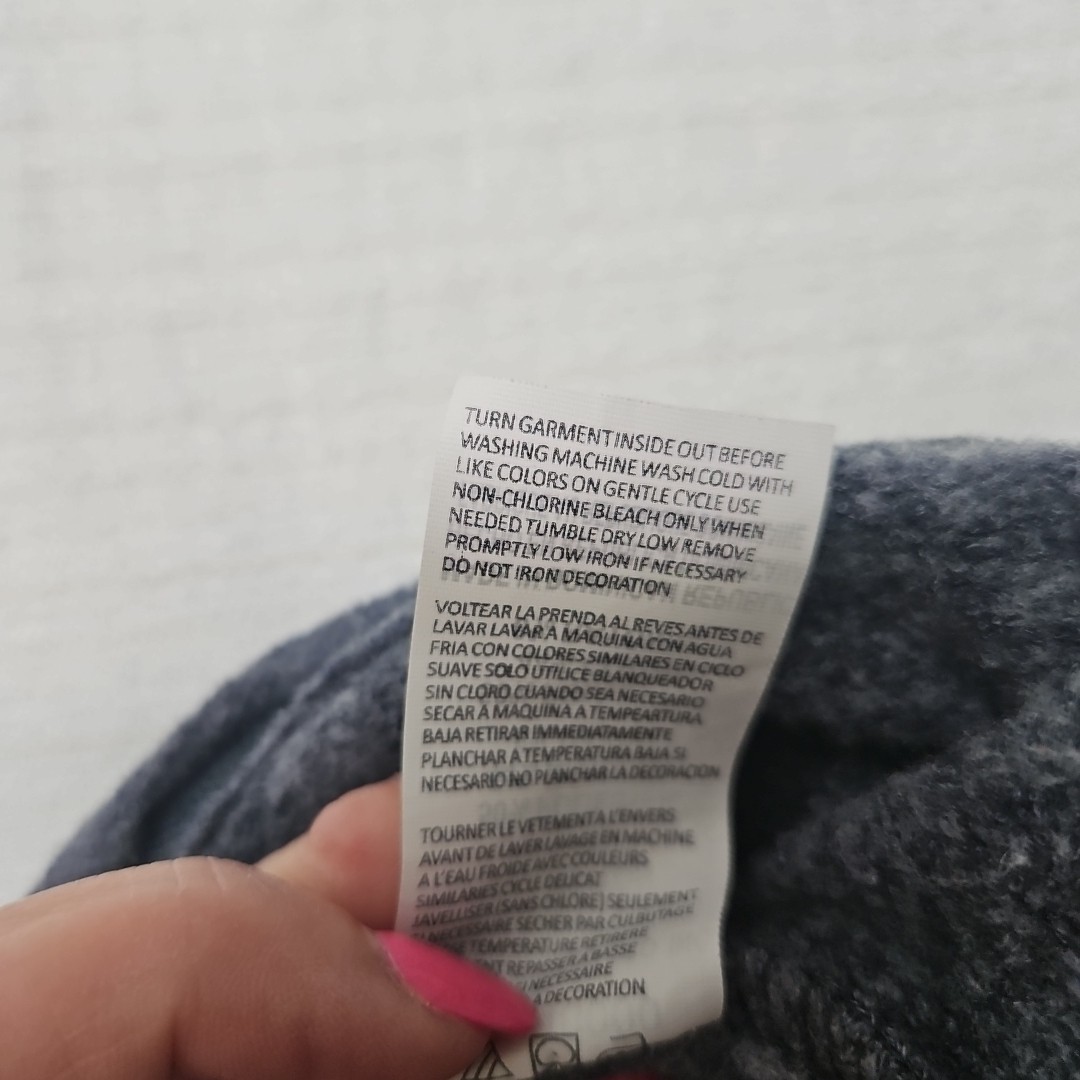 TURN GARMENT INSIDE OUT BEFORE
WASHING MACHINE WASH COLD WITH
LIKE COLORS ON GENTLE CYCLE USE
NON-CHLORINE BLEACH ONLY WHEN
NEEDED TUMBLE DRY LOW REMOVE
PROMPTLY LOW IRON IF NECESSARY
DO NOT IRON DECORATION
VOLTEAR LA PRENDA AL REVES ANTES DE
LAVAR LAVAR A MAQUINA CON AGUA
FRIA CON COLORES SIMILARES EN CICLO
SUAVE SOLO UTILICE BLANQUEADOR
SIN CLORO CUANDO SEA NECESARIO
SECAR A MAQUINA A TEMPEARTURA
BAJA RETIRAR IMMEDIATAMENTE
PLANCHAR A TEMPERATURA BAJA SI
NECESARIO NO PLANCHAR LA DECORACION
TOURNER LE VETEMENT A L'ENVERS
AVANT DE LAVER LAVAGE EN MACHINE
A L'EAU FROIDE AVEC COULEURS
SIMILARIES CYCLE DELICAT
JAVELLISER (SANS CHLORE) SEULEMENT
NECESSAIRE SECHER PAR CULBUTAGE
TEMPERATURE RETIRERE
REPASSER A BASSE
NECESSAIRE
DECORATION